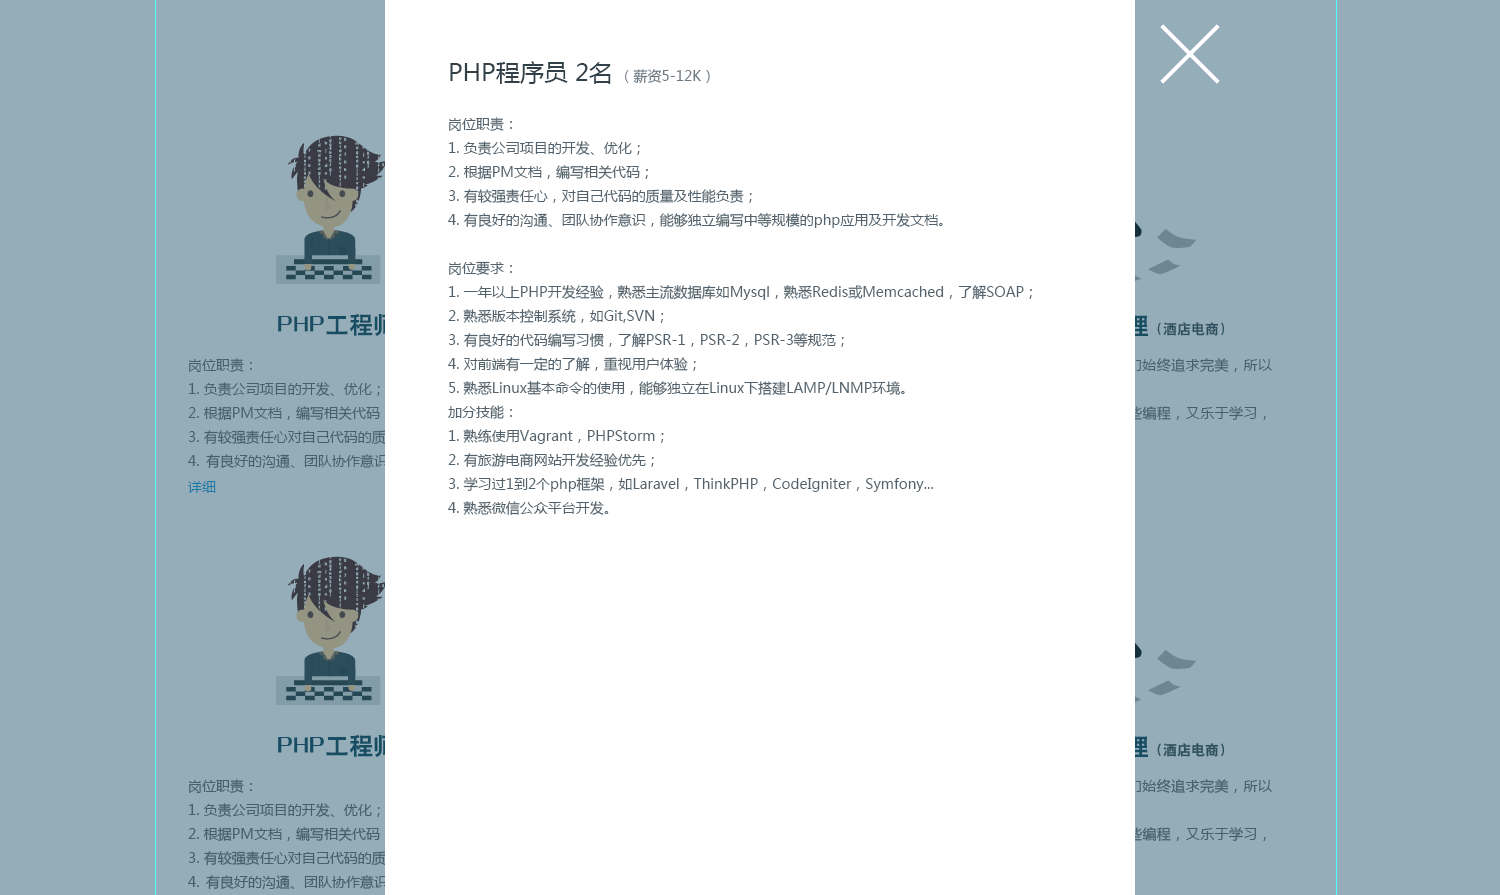 PHP程序员 2名（薪资5-12K）
岗位职责：
1. 负责公司项目的开发、优化；
2. 根据PM文档，编写相关代码；
3. 有较强责任心，对自己代码的质量及性能负责；
4. 有良好的沟通、团队协作意识，能够独立编写中等规模的php应用及开发文档。
岗位要求：
1. 一年以上PHP开发经验，熟悉主流数据库如Mysql，熟悉Redis或Memcached，了解SOAP；
2. 熟悉版本控制系统，如Git,SVN；
3. 有良好的代码编写习惯，了解PSR-1，PSR-2，PSR-3等规范；
4. 对前端有一定的了解，重视用户体验；
5. 熟悉Linux基本命令的使用，能够独立在Linux下搭建LAMP/LNMP环境。
加分技能：
1. 熟练使用Vagrant，PHPStorm；
2. 有旅游电商网站开发经验优先；
3. 学习过1到2个php框架，如Laravel，ThinkPHP，CodeIgniter，Symfony...
4. 熟悉微信公众平台开发。
PHP工程师
岗位职责：
1. 负责公司项目的开发、优化；
2. 根据PM文档，编写相关代码
3. 有较强责任心对自己代码的质
4. 有良好的沟通、团队协作意识
详细
理（酒店电商）
始终追求完美，所以
些编程，又乐于学习，
PHP工程师
岗位职责：
1. 负责公司项目的开发、优化；
2. 根据PM文档，编写相关代码
3. 有较强责任心对自己代码的质
4. 有良好的沟通、团队协作意识
理（酒店电商）
始终追求完美，所以
些编程，又乐于学习，